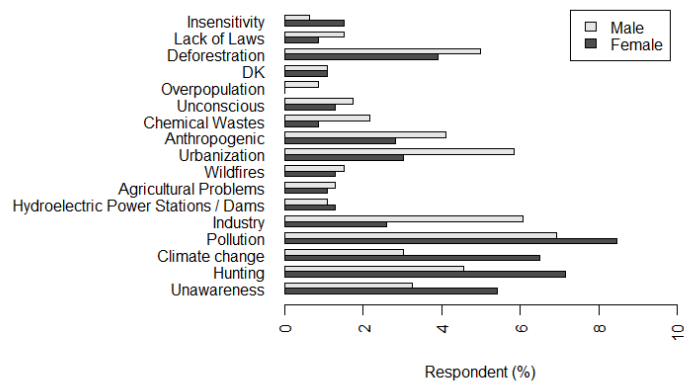 Insensitivity
Lack of Laws
Deforestration
DK
Overpopulation
Unconscious
Chemical Wastes
Anthropogenic
Urbanization
Wildfires
Agricultural Problems
Hydroelectric Power Stations / Dams
Industry
Pollution
Climate change
Hunting
Unawareness
Male
Female
0 2 4 6 8 10
Respondent (%)